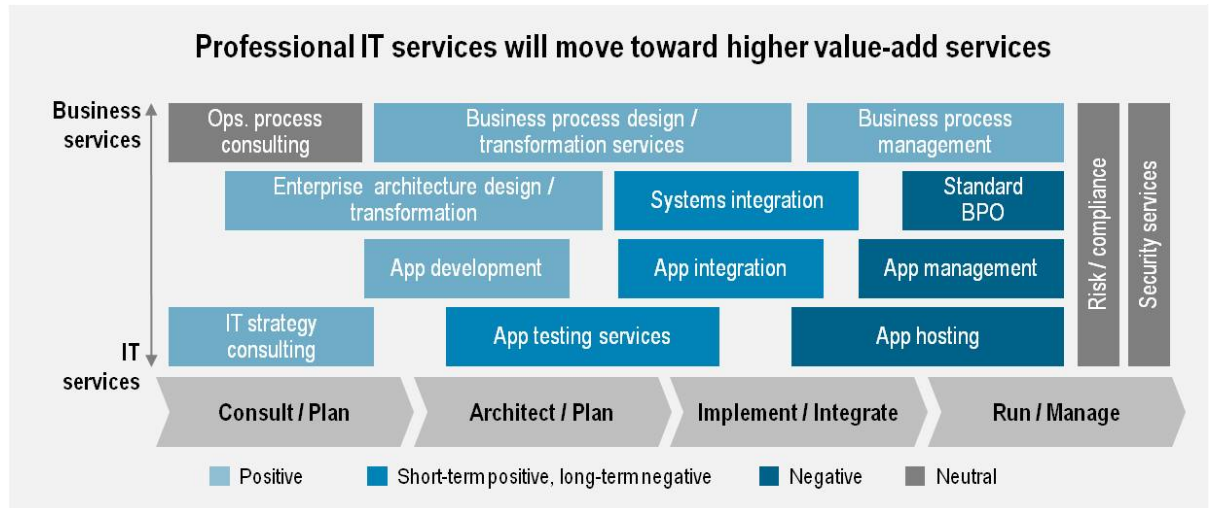 Professional IT services will move toward higher value-add services
Business
services
Ops. process
consulting
Business process design /
transformation services
Business process
management
Enterprise architecture design /
transformation
Systems integration
Standard
BPO
App development
App integration
App management
IT strategy
consulting
App testing services
App hosting
Risk / compliance
Security services
IT
services
Consult / Plan
Architect / Plan
Implement / Integrate
Run / Manage
Positive
Short-term positive, long-term negative
Negative
Neutral